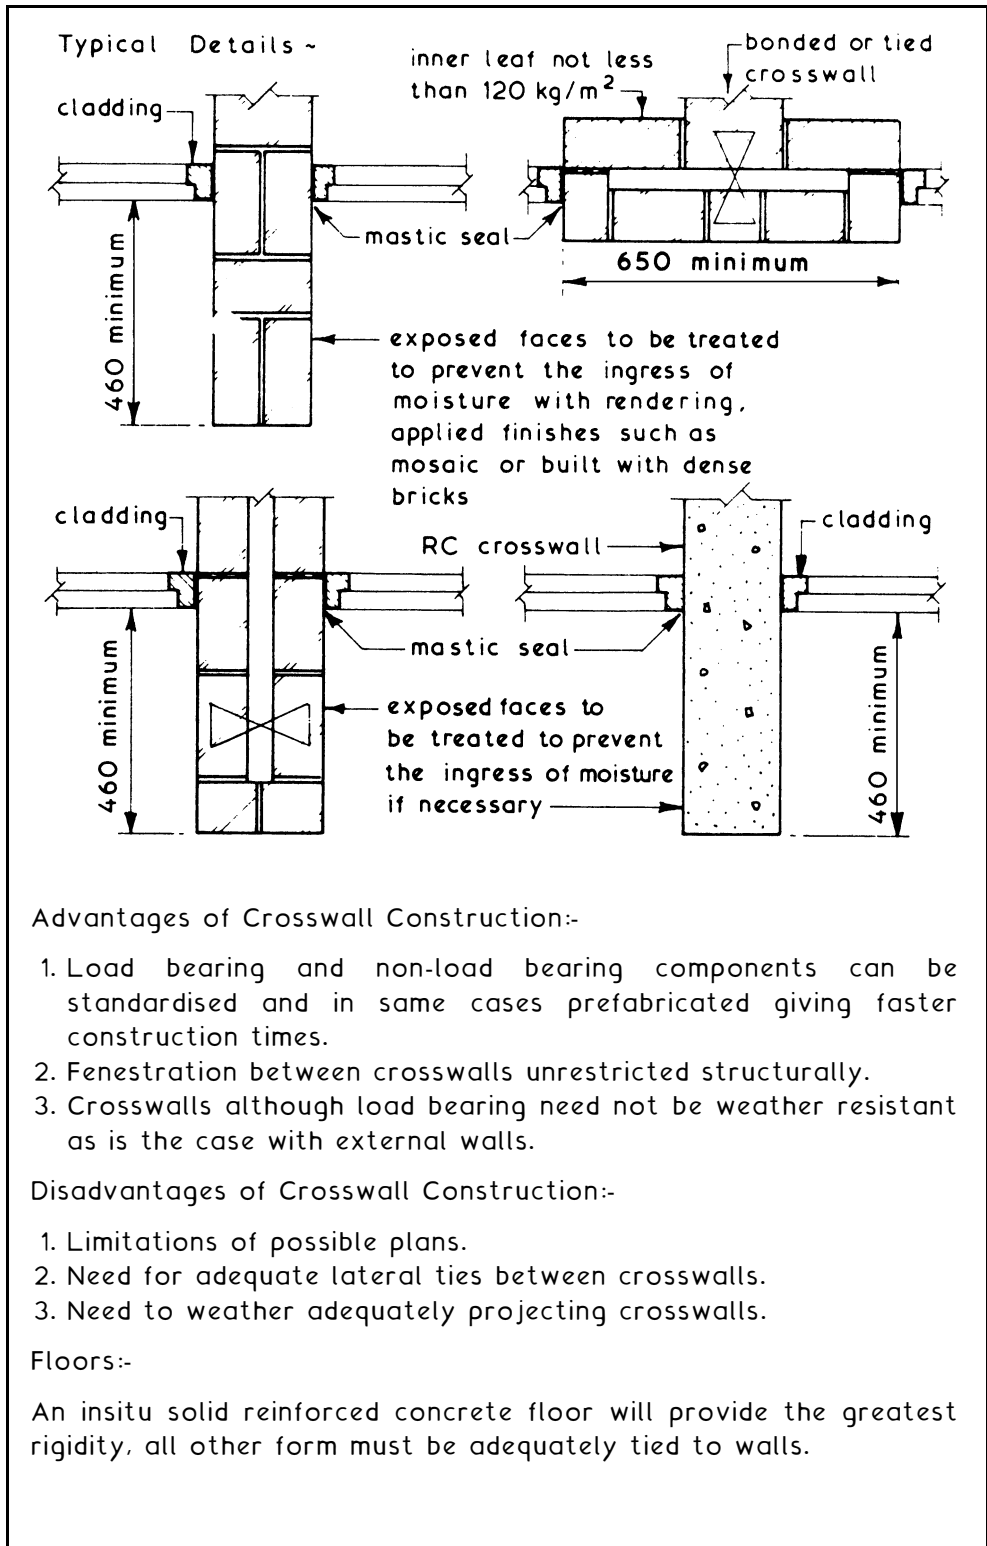 Typical Details ~
inner leaf not less
than 120 kg/m²
bonded or tied
crosswall
cladding
mastic seal
460 minimum
650 minimum
exposed faces to be treated
to prevent the ingress of
moisture with rendering,
applied finishes such as
mosaic or built with dense
bricks
cladding
RC crosswall
cladding
mastic seal
460 minimum
exposed faces to
be treated to prevent
the ingress of moisture
if necessary
460 minimum
Advantages of Crosswall Construction:-
1. Load bearing and non-load bearing components can be
standardised and in same cases prefabricated giving faster
construction times.
2. Fenestration between crosswalls unrestricted structurally.
3. Crosswalls although load bearing need not be weather resistant
as is the case with external walls.
Disadvantages of Crosswall Construction:-
1. Limitations of possible plans.
2. Need for adequate lateral ties between crosswalls.
3. Need to weather adequately projecting crosswalls.
Floors:-
An insitu solid reinforced concrete floor will provide the greatest
rigidity, all other form must be adequately tied to walls.